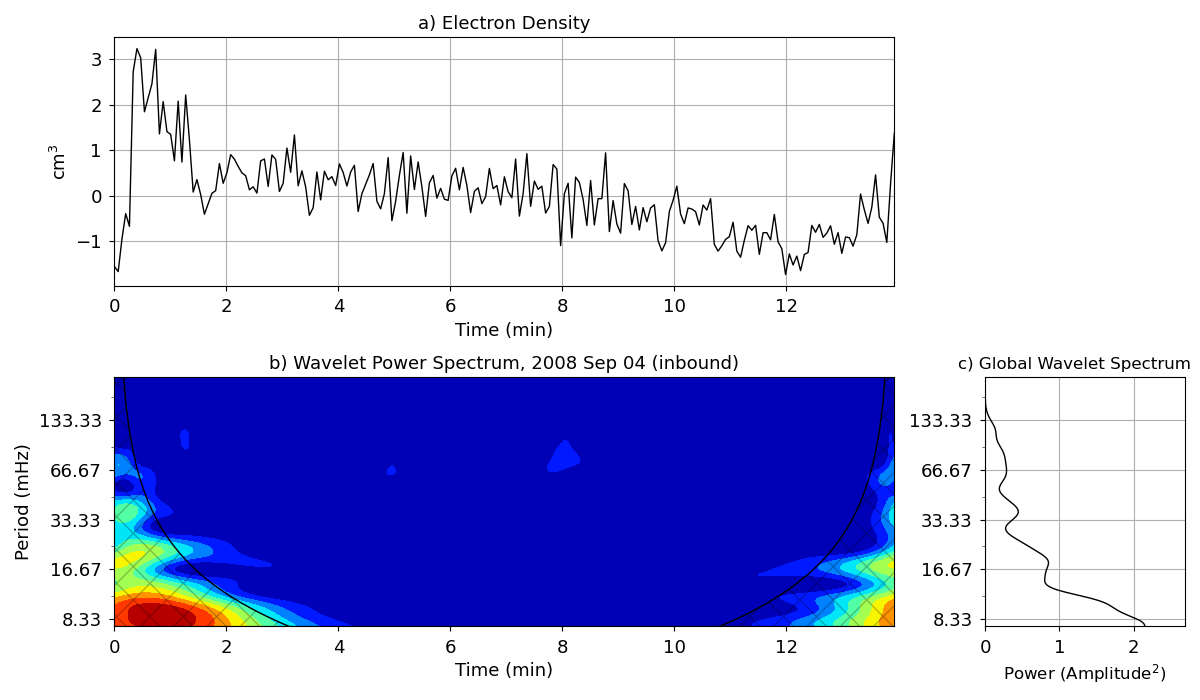 a) Electron Density
3
2
1
0
−1
cm³
0 2 4 6 8 10 12
Time (min)
b) Wavelet Power Spectrum, 2008 Sep 04 (inbound)
c) Global Wavelet Spectrum
133.33
66.67
33.33
16.67
8.33
Period (mHz)
0 2 4 6 8 10 12
Time (min)
133.33
66.67
33.33
16.67
8.33
0 1 2
Power (Amplitude²)